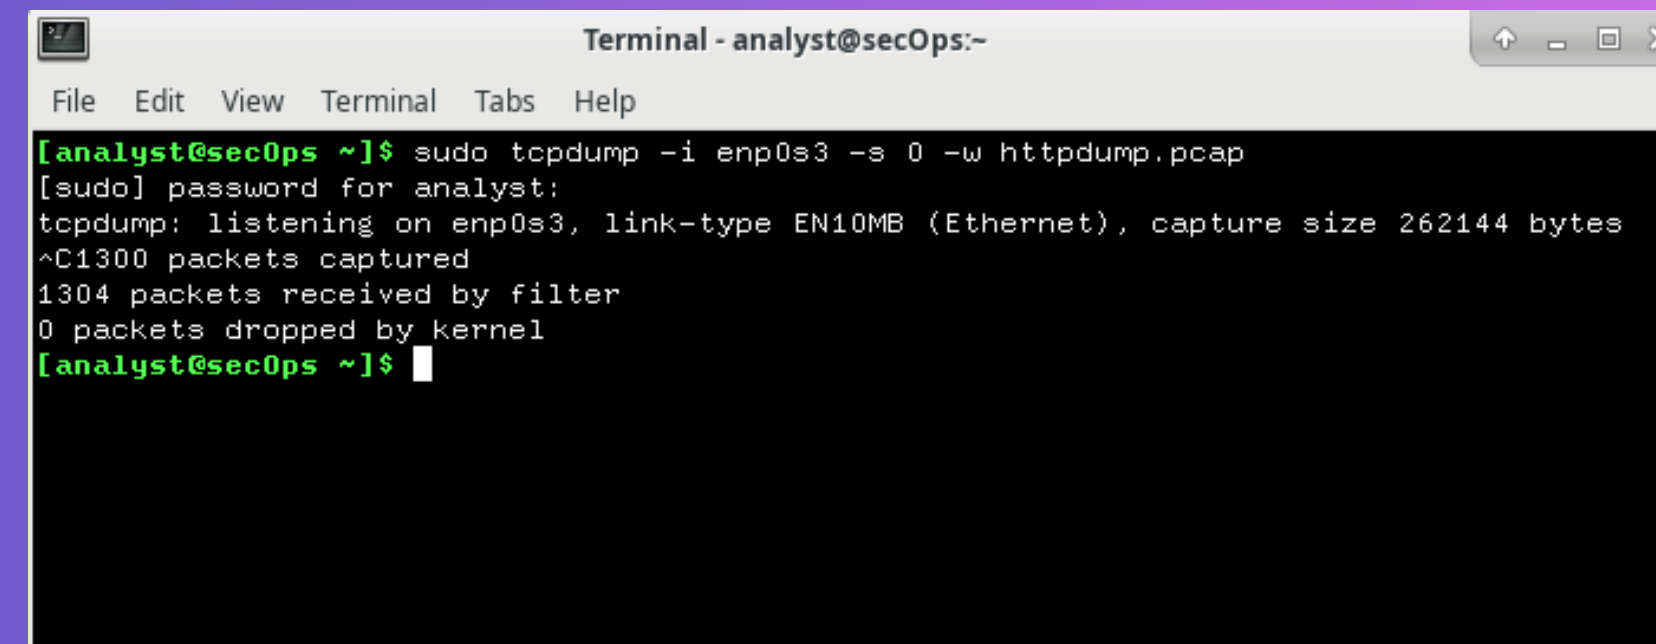 Terminal - analyst@secOps:~
File Edit View Terminal Tabs Help
[analyst@secOps ~]$ sudo tcpdump -i enp0s3 -s 0 -w httpdump.pcap
[sudo] password for analyst:
tcpdump: listening on enp0s3, link-type EN10MB (Ethernet), capture size 262144 bytes
^C1300 packets captured
1304 packets received by filter
0 packets dropped by kernel
[analyst@secOps ~]$